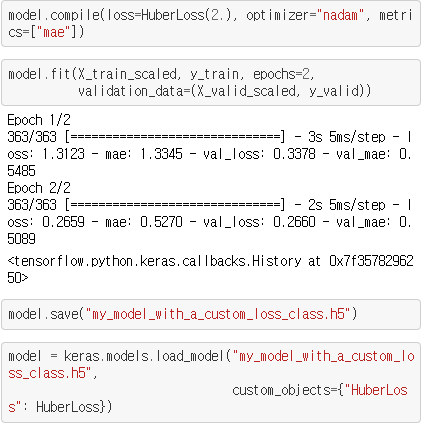 model.compile(loss=HuberLoss(2.), optimizer="nadam", metri
cs=["mae"])
model.fit(X_train_scaled, y_train, epochs=2,
          validation_data=(X_valid_scaled, y_valid))
Epoch 1/2
363/363 [==============================] - 3s 5ms/step - l
oss: 1.3123 - mae: 1.3345 - val_loss: 0.3378 - val_mae: 0.
5485
Epoch 2/2
363/363 [==============================] - 2s 5ms/step - l
oss: 0.2659 - mae: 0.5270 - val_loss: 0.2660 - val_mae: 0.
5089
<tensorflow.python.keras.callbacks.History at 0x7f35782962
50>
model.save("my_model_with_a_custom_loss_class.h5")
model = keras.models.load_model("my_model_with_a_custom_lo
ss_class.h5",
                                custom_objects={"HuberLos
s": HuberLoss})